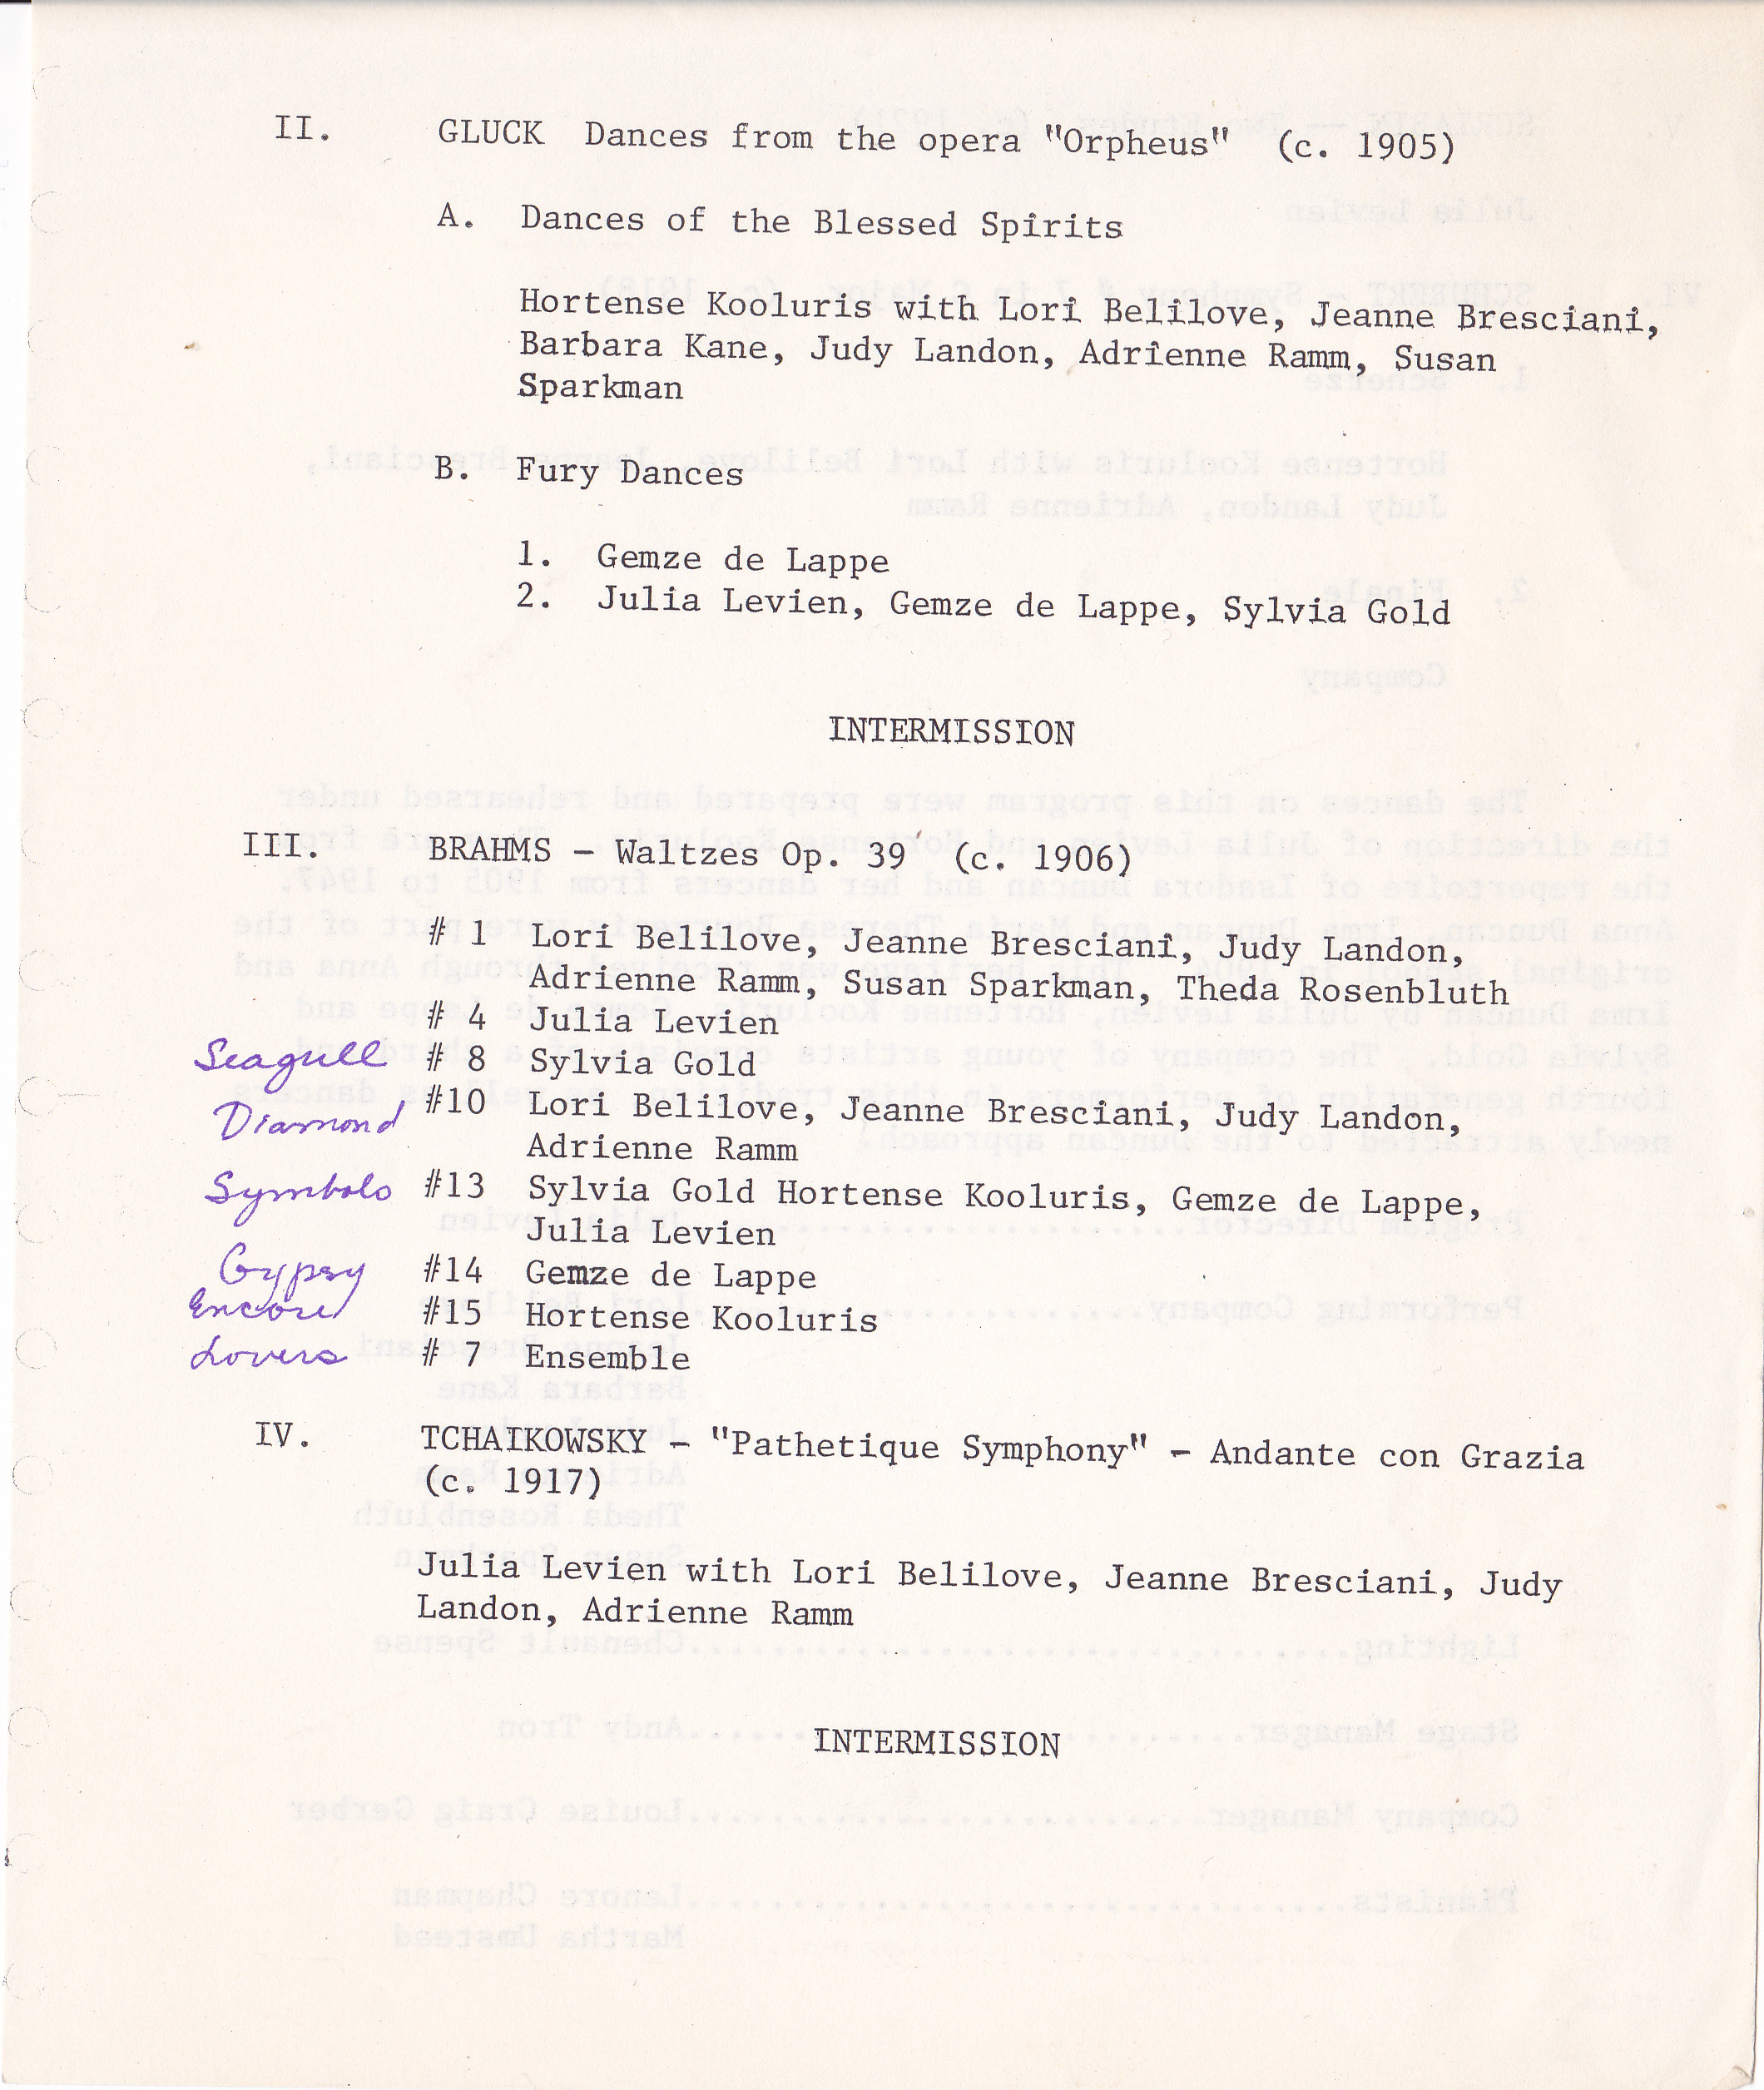 II. GLUCK Dances from the opera "Orpheus" (c. 1905)
A. Dances of the Blessed Spirits
Hortense Kooluris with Lori Belilove, Jeanne Bresciani,
Barbara Kane, Judy Landon, Adrienne Ramm, Susan
Sparkman
B. Fury Dances
1. Gemze de Lappe
2. Julia Levien, Gemze de Lappe, Sylvia Gold
INTERMISSION
III. BRAHMS - Waltzes Op. 39 (c. 1906)
# 1 Lori Belilove, Jeanne Bresciani, Judy Landon,
Adrienne Ramm, Susan Sparkman, Theda Rosenbluth
# 4 Julia Levien
Seagull # 8 Sylvia Gold
Diamond #10 Lori Belilove, Jeanne Bresciani, Judy Landon,
Adrienne Ramm
Symbols #13 Sylvia Gold Hortense Kooluris, Gemze de Lappe,
Julia Levien
Gypsy #14 Gemze de Lappe
Encore #15 Hortense Kooluris
Lovers # 7 Ensemble
IV. TCHAIKOWSKY - "Pathetique Symphony" - Andante con Grazia
(c. 1917)
Julia Levien with Lori Belilove, Jeanne Bresciani, Judy
Landon, Adrienne Ramm
INTERMISSION